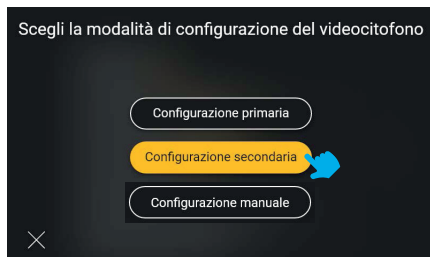 Scegli la modalità di configurazione del videocitofono
Configurazione primaria
Configurazione secondaria
Configurazione manuale